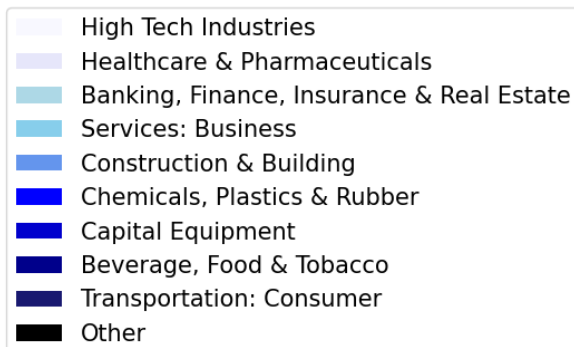 High Tech Industries
Healthcare & Pharmaceuticals
Banking, Finance, Insurance & Real Estate
Services: Business
Construction & Building
Chemicals, Plastics & Rubber
Capital Equipment
Beverage, Food & Tobacco
Transportation: Consumer
Other